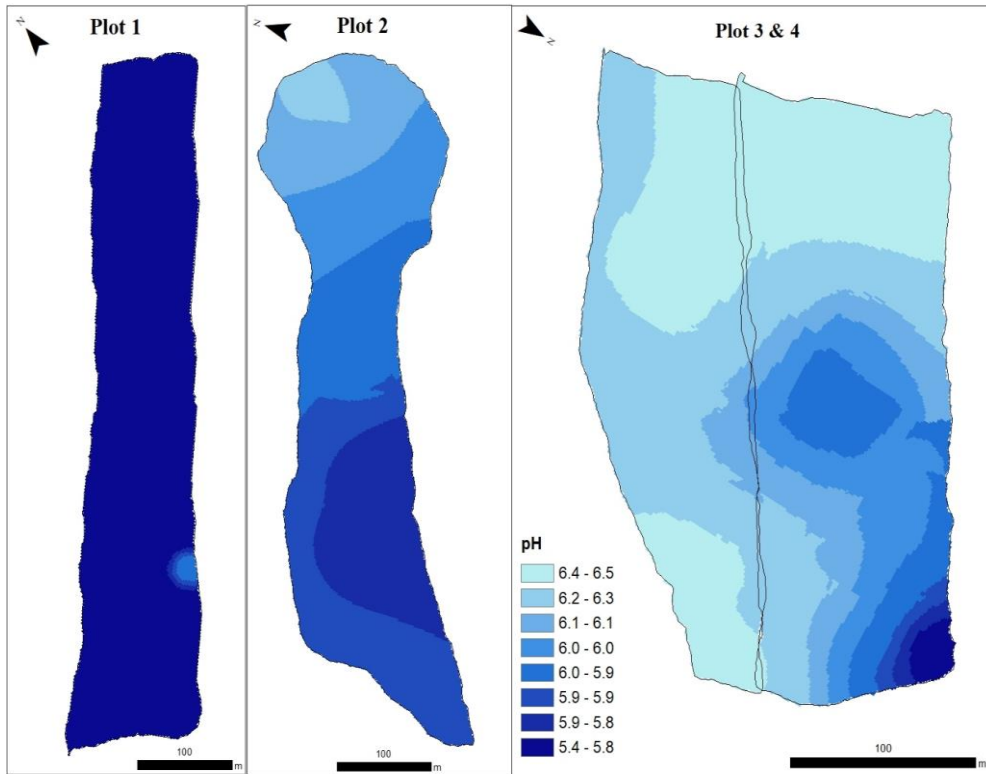 Plot 1
Plot 2
Plot 3 & 4
N
N
N
pH
6.4 - 6.5
6.2 - 6.3
6.1 - 6.1
6.0 - 6.0
6.0 - 5.9
5.9 - 5.9
5.9 - 5.8
5.4 - 5.8
100
m
100
m
100
m